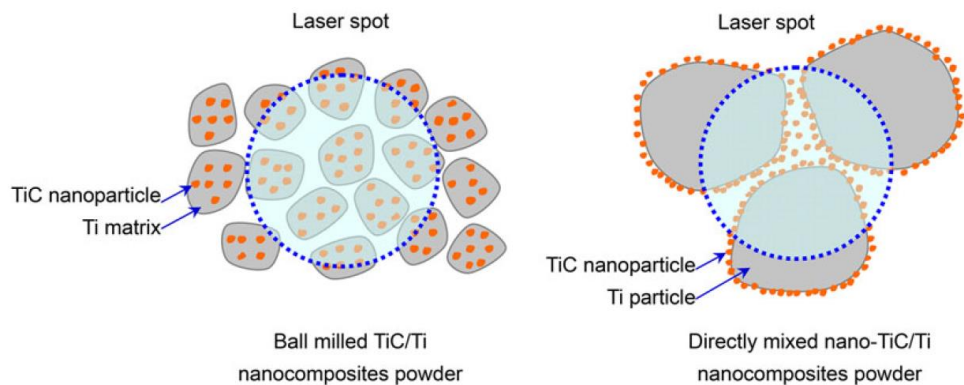 Laser spot
TiC nanoparticle
Ti matrix
Ball milled TiC/Ti
nanocomposites powder
Laser spot
TiC nanoparticle
Ti particle
Directly mixed nano-TiC/Ti
nanocomposites powder